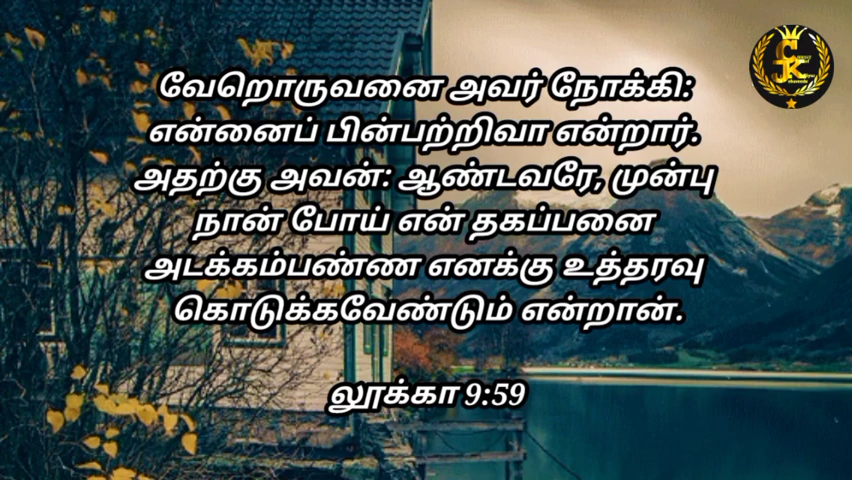 வேறொருவனை அவர் நோக்கி:
என்னைப் பின்பற்றிவா என்றார்.
அதற்கு அவன்: ஆண்டவரே, முன்பு
நான் போய் என் தகப்பனை
அடக்கம்பண்ண எனக்கு உத்தரவு
கொடுக்கவேண்டும் என்றான்.
லூக்கா 9:59